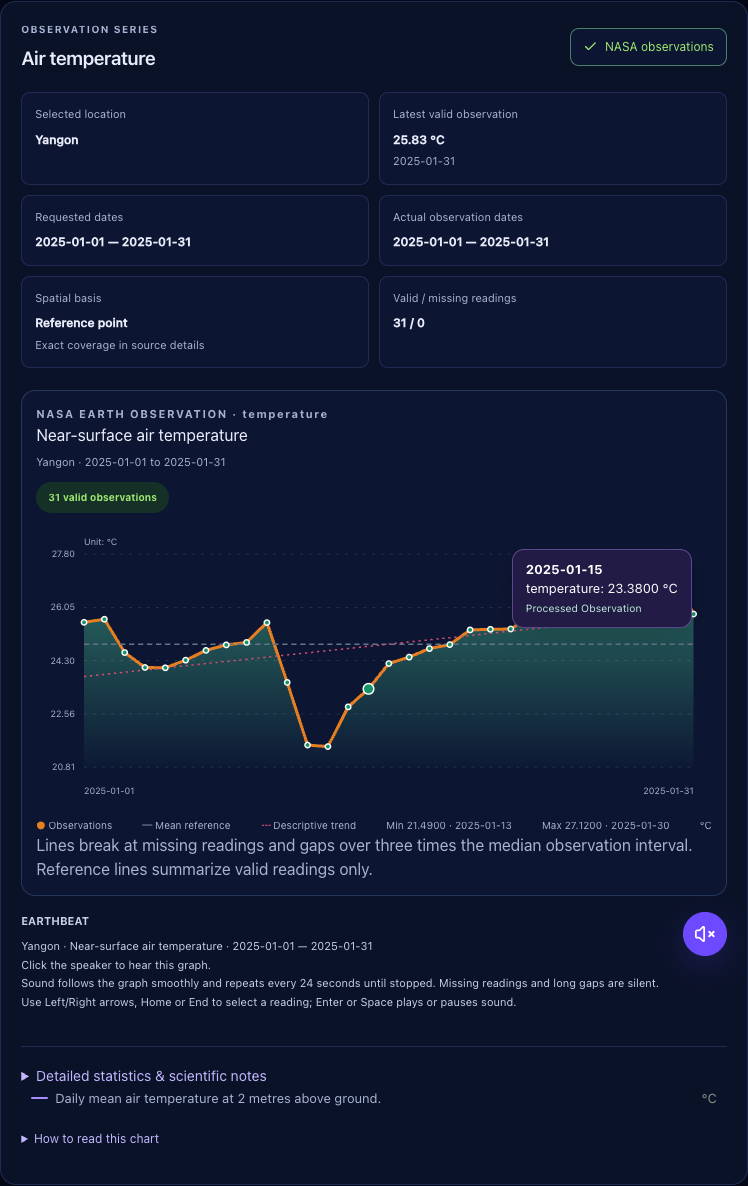 OBSERVATION SERIES
Air temperature
NASA observations
Selected location
Yangon
Latest valid observation
25.83 °C
2025-01-31
Requested dates
2025-01-01 — 2025-01-31
Actual observation dates
2025-01-01 — 2025-01-31
Spatial basis
Reference point
Exact coverage in source details
Valid / missing readings
31 / 0
NASA EARTH OBSERVATION · temperature
Near-surface air temperature
Yangon · 2025-01-01 to 2025-01-31
31 valid observations
Unit: °C
27.80
26.05
24.30
22.56
20.81
2025-01-15
temperature: 23.3800 °C
Processed Observation
2025-01-01
2025-01-31
Observations
Mean reference
Descriptive trend
Min 21.4900 · 2025-01-13
Max 27.1200 · 2025-01-30
°C
Lines break at missing readings and gaps over three times the median observation interval.
Reference lines summarize valid readings only.
EARTHBEAT
Yangon · Near-surface air temperature · 2025-01-01 — 2025-01-31
Click the speaker to hear this graph.
Sound follows the graph smoothly and repeats every 24 seconds until stopped. Missing readings and long gaps are silent.
Use Left/Right arrows, Home or End to select a reading; Enter or Space plays or pauses sound.
Detailed statistics & scientific notes
Daily mean air temperature at 2 metres above ground.
°C
How to read this chart